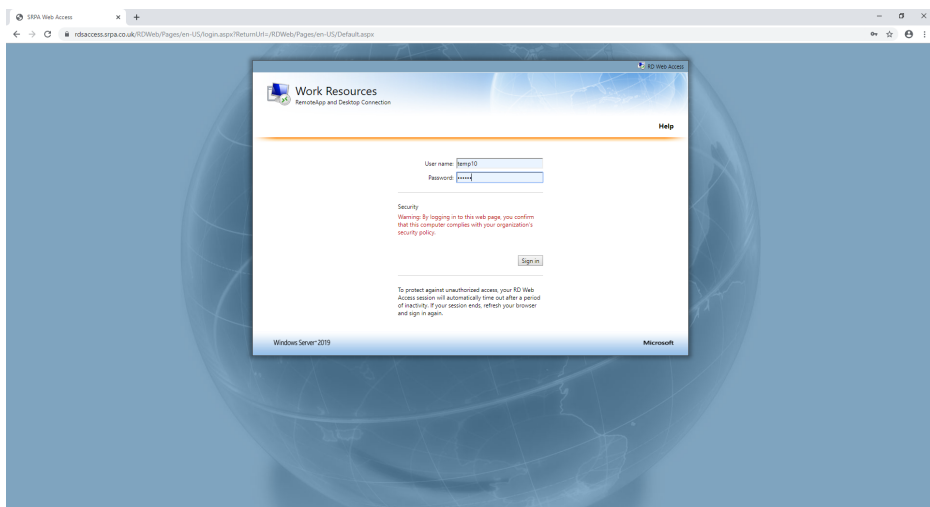 SRPA Web Access
rdsaccess.srpa.co.uk/RDWeb/Pages/en-US/login.aspx?ReturnUrl=/RDWeb/Pages/en-US/Default.aspx
RD Web Access
Work Resources
RemoteApp and Desktop Connection
Help
User name: temp10
Password: ••••••
Security
Warning: By logging in to this web page, you confirm
that this computer complies with your organization's
security policy.
Sign in
To protect against unauthorized access, your RD Web
Access session will automatically time out after a period
of inactivity. If your session ends, refresh your browser
and sign in again.
Windows Server 2019
Microsoft